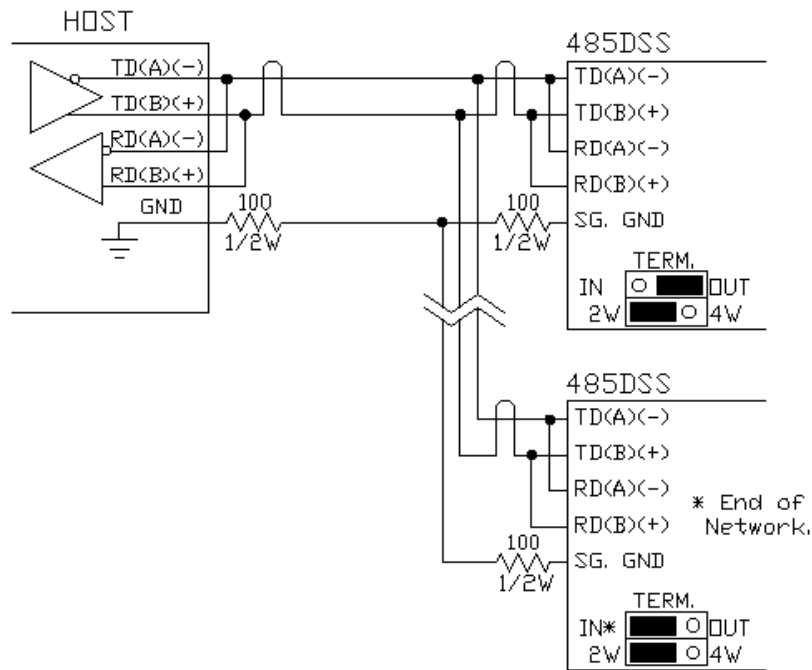 HOST
TD(A)(-)
TD(B)(+)
RD(A)(-)
RD(B)(+)
GND
100
1/2W
485DSS
TD(A)(-)
TD(B)(+)
RD(A)(-)
RD(B)(+)
100
1/2W
SG. GND
TERM.
IN OUT
2W 4W
485DSS
TD(A)(-)
TD(B)(+)
RD(A)(-)
RD(B)(+)
* End of
Network.
100
1/2W
SG. GND
TERM.
IN* OUT
2W 4W